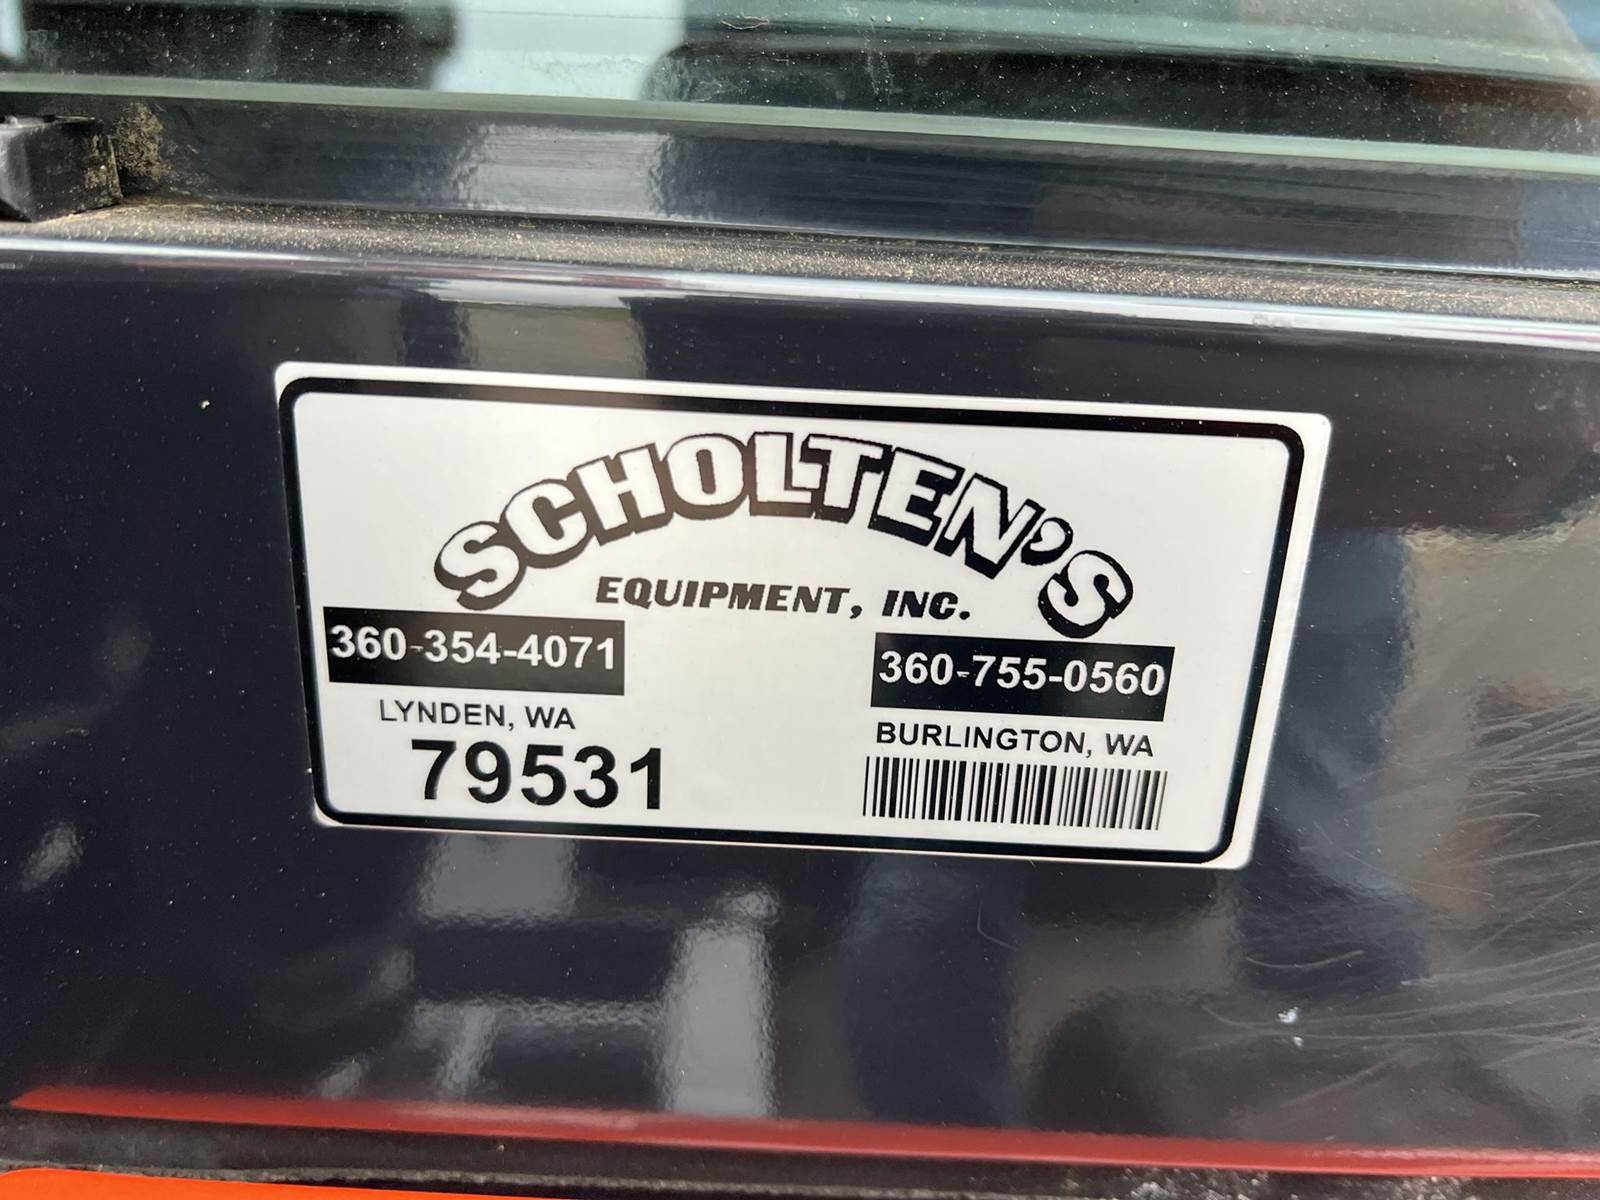 SCHOLTEN'S
EQUIPMENT, INC.
360-354-4071
LYNDEN, WA
79531
360-755-0560
BURLINGTON, WA